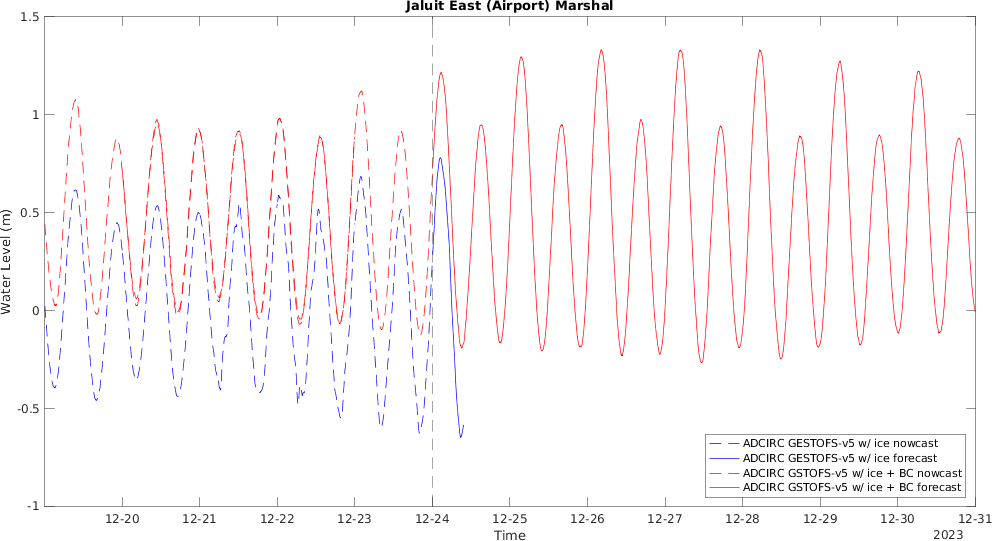 Jaluit East (Airport) Marshal
Water Level (m)
1.5
1
0.5
0
-0.5
-1
ADCIRC GESTOFS-v5 w/ ice nowcast
ADCIRC GESTOFS-v5 w/ ice forecast
ADCIRC GSTOFS-v5 w/ ice + BC nowcast
ADCIRC GSTOFS-v5 w/ ice + BC forecast
12-20 12-21 12-22 12-23 12-24 12-25 12-26 12-27 12-28 12-29 12-30 12-31
Time
2023